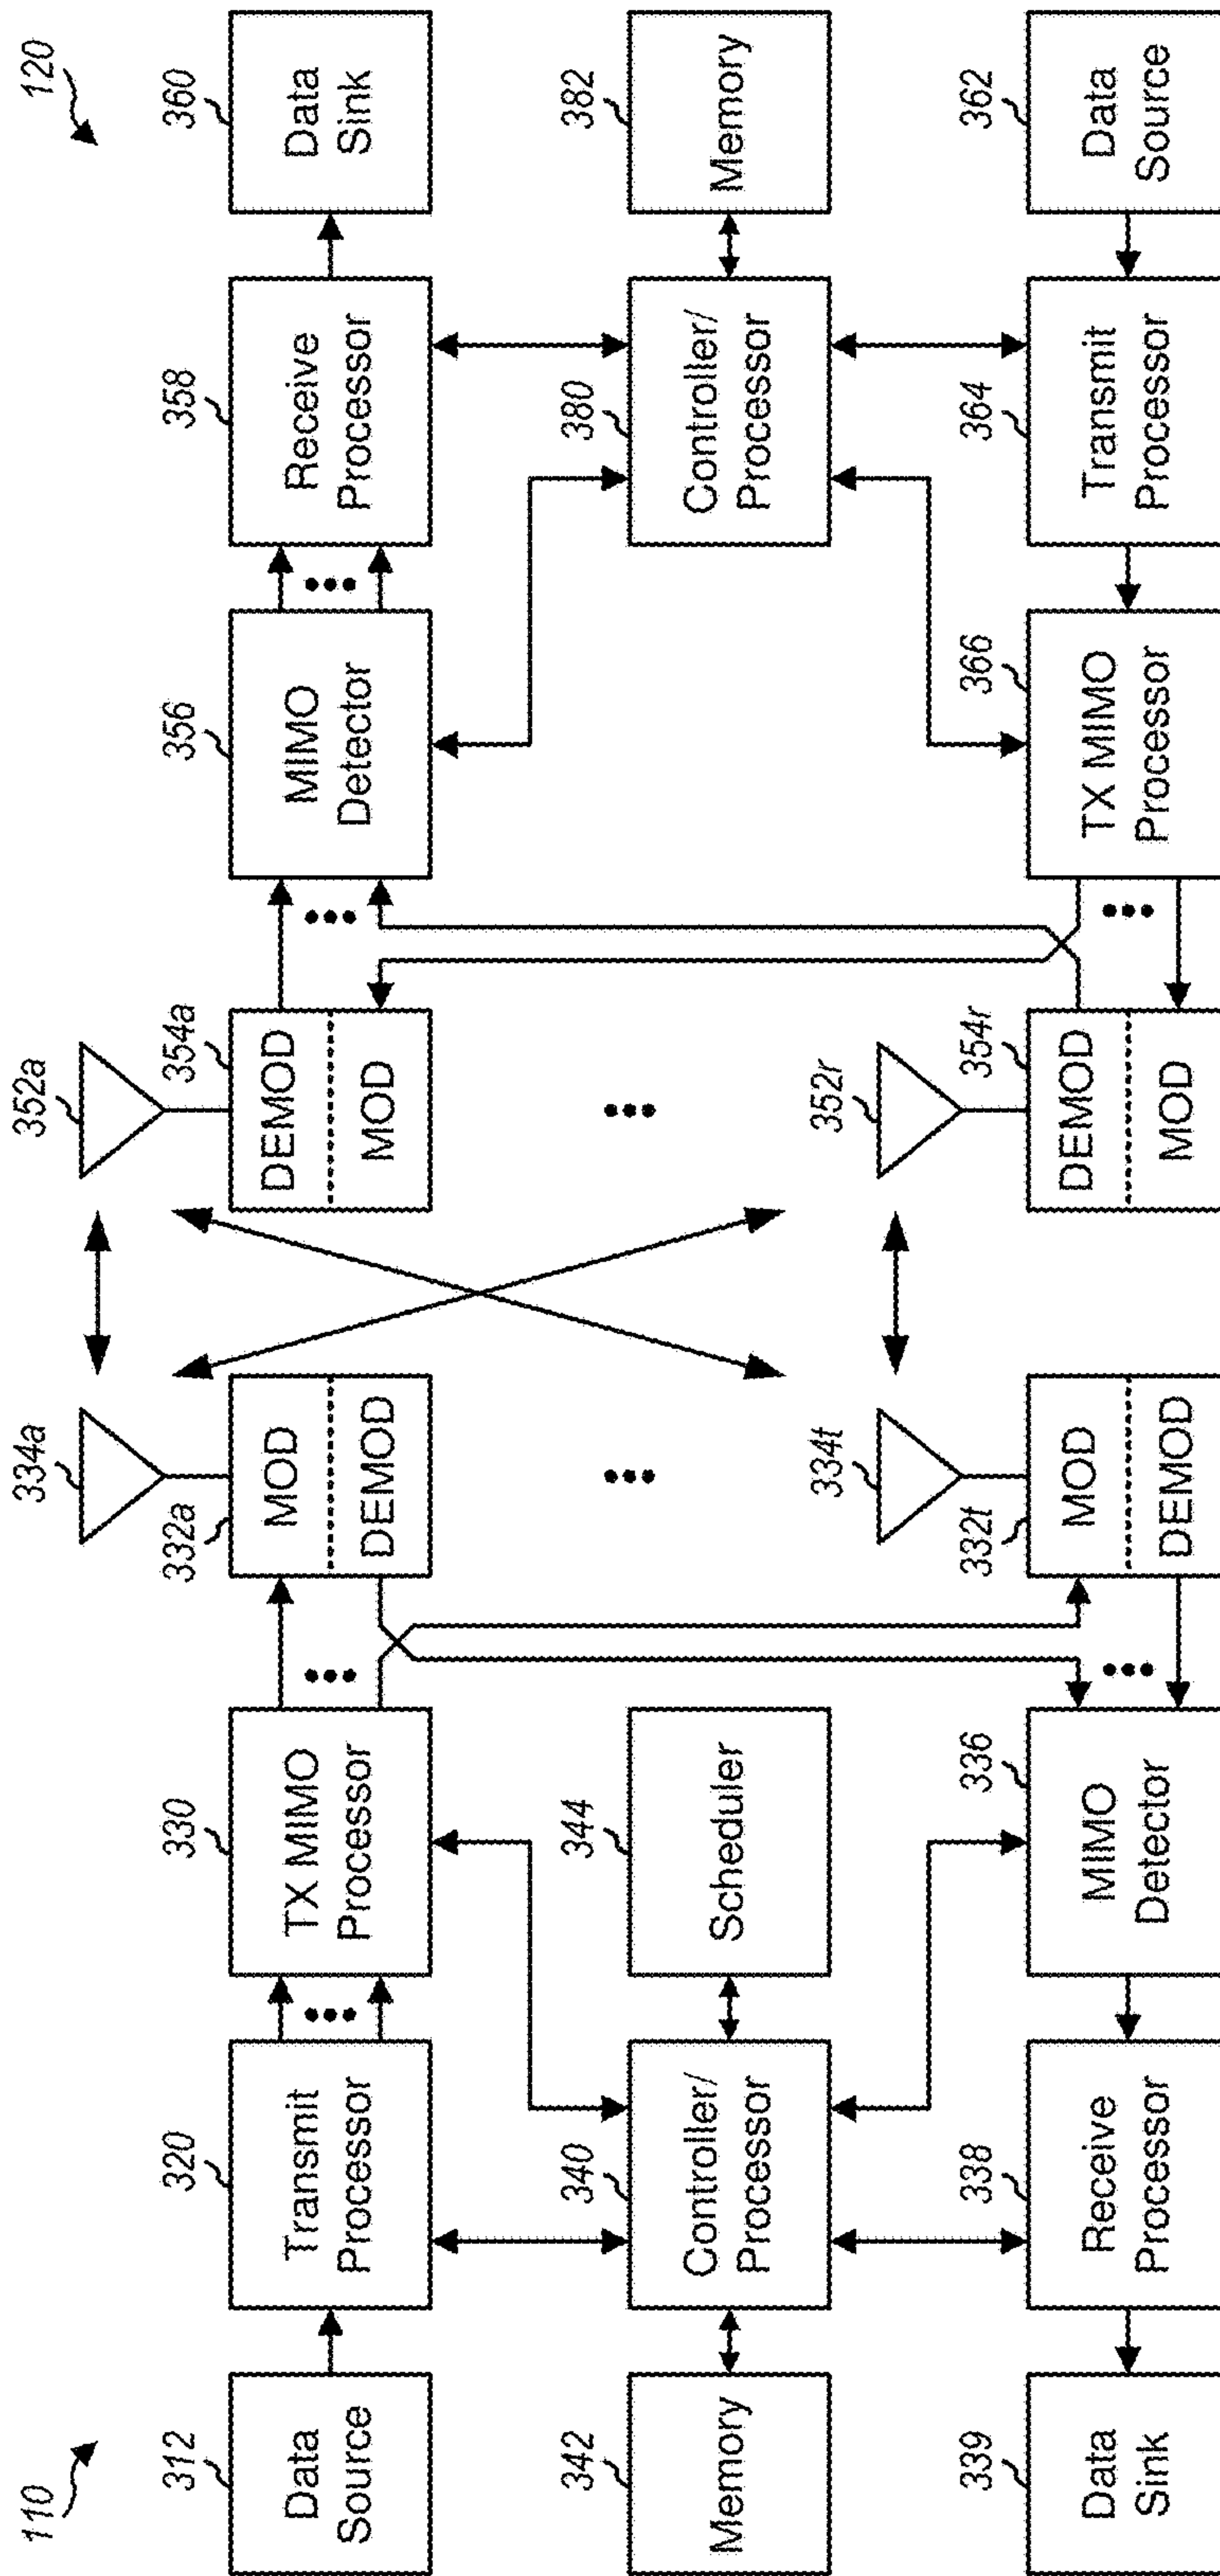 110
120
334a
352a
312
320
330
332a
354a
356
358
360
Data
Source
Transmit
Processor
TX MIMO
Processor
MOD
DEMOD
DEMOD
MOD
MIMO
Detector
Receive
Processor
Data
Sink
342
340
344
380
382
Memory
Controller/
Processor
Scheduler
Controller/
Processor
Memory
334t
352r
339
338
336
332t
354r
366
364
362
Data
Sink
Receive
Processor
MIMO
Detector
MOD
DEMOD
DEMOD
MOD
TX MIMO
Processor
Transmit
Processor
Data
Source